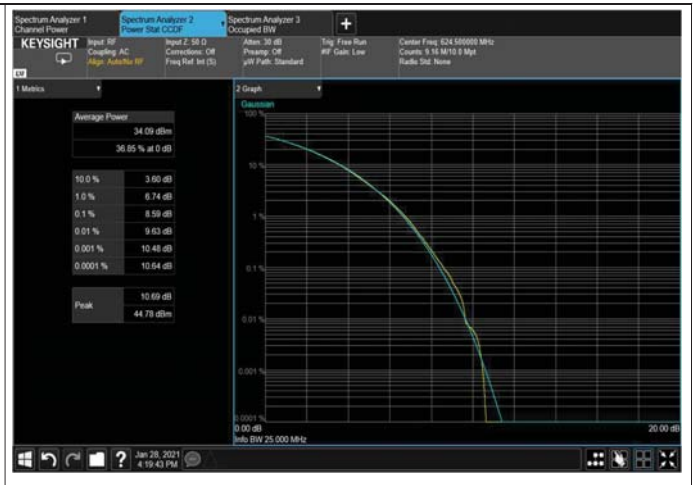 Spectrum Analyzer 1
Channel Power
Spectrum Analyzer 2
Power Stat CCDF
Spectrum Analyzer 3
Occupied BW
KEYSIGHT
Input: RF
Coupling: AC
Align: Auto/No RF
Input Z: 50 Ω
Corrections: Off
Freq Ref: Int (S)
Atten: 30 dB
Preamp: Off
µW Path: Standard
Trig: Free Run
#IF Gain: Low
Center Freq: 624.500000 MHz
Counts: 9.16 M/10.0 Mpt
Radio Std: None
1 Metrics
Average Power
34.09 dBm
36.85 % at 0 dB
10.0 % 3.60 dB
1.0 % 6.74 dB
0.1 % 8.59 dB
0.01 % 9.63 dB
0.001 % 10.48 dB
0.0001 % 10.64 dB
Peak
10.69 dB
44.78 dBm
2 Graph
Gaussian
100 %
10 %
1 %
0.1 %
0.01 %
0.001 %
0.0001 %
0.00 dB
20.00 dB
Info BW 25.000 MHz
Jan 28, 2021
4:19:43 PM